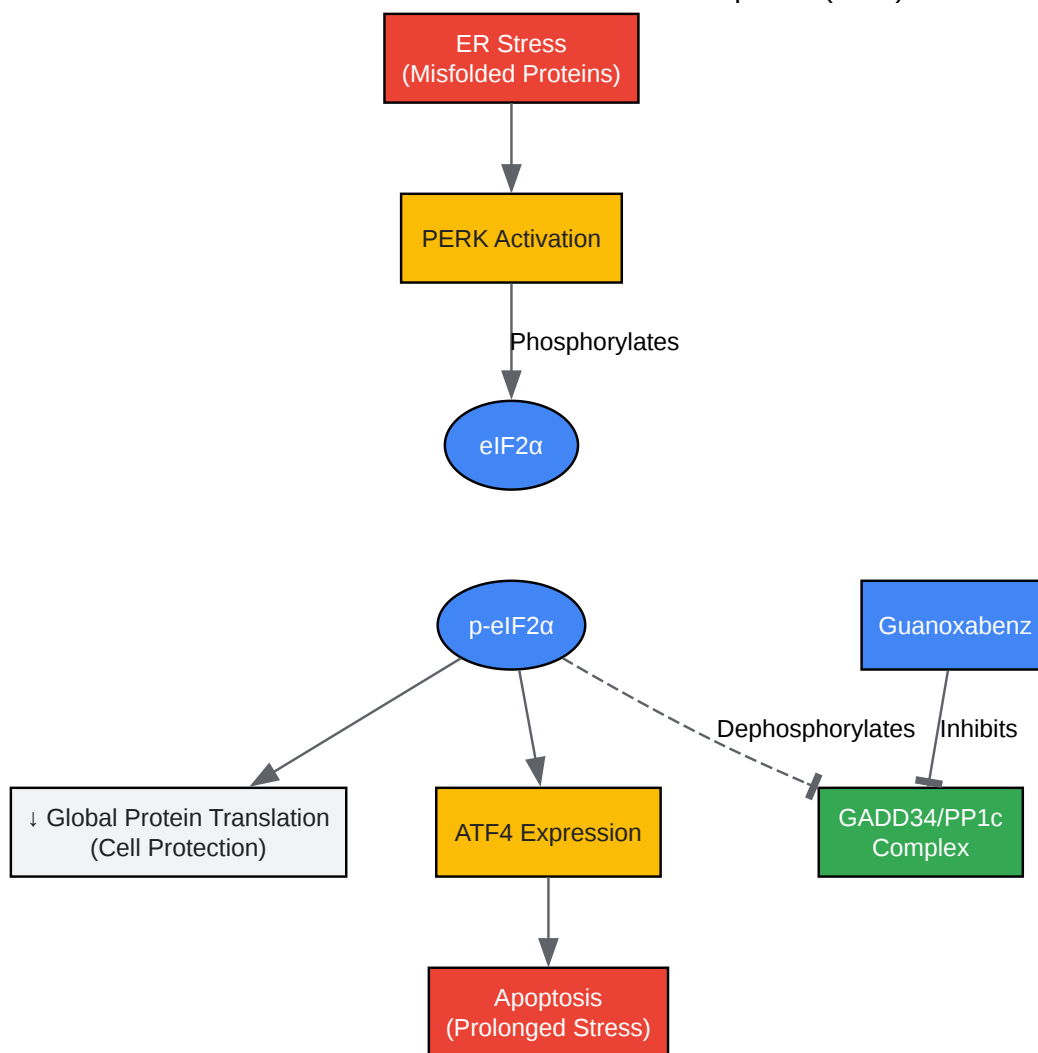 ER Stress
(Misfolded Proteins)
PERK Activation
Phosphorylates
eIF2α
p-eIF2α
Guanoxabenz
Dephosphorylates
Inhibits
↓ Global Protein Translation
(Cell Protection)
ATF4 Expression
GADD34/PP1c
Complex
Apoptosis
(Prolonged Stress)